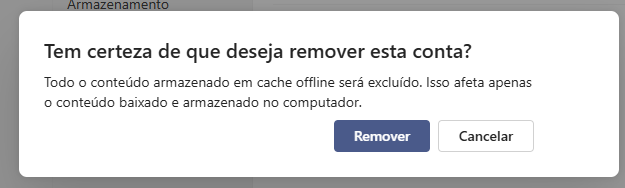 Armazenamento
Tem certeza de que deseja remover esta conta?
Todo o conteúdo armazenado em cache offline será excluído. Isso afeta apenas
o conteúdo baixado e armazenado no computador.
Remover
Cancelar